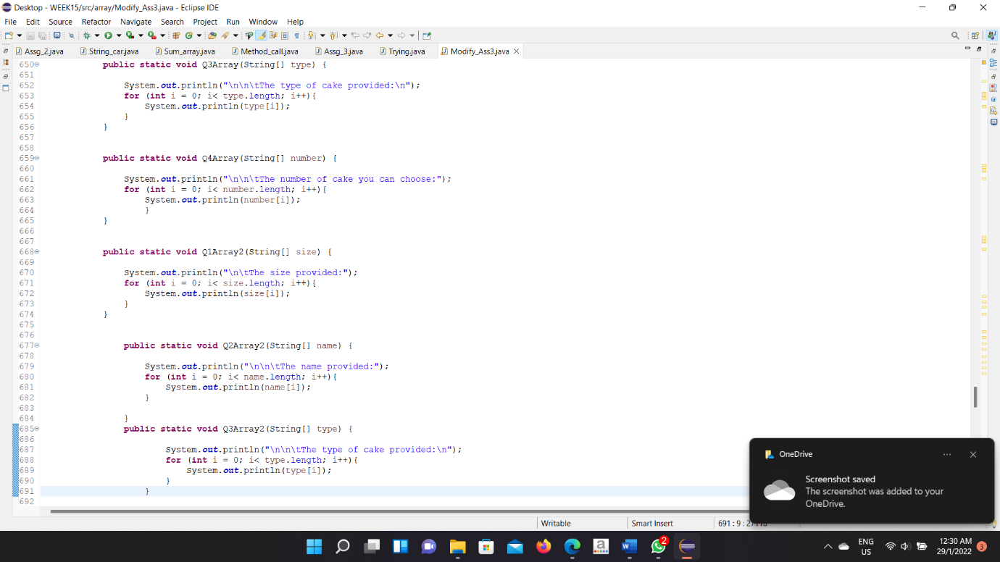 Desktop - WEEK15/src/array/Modify_Ass3.java - Eclipse IDE
File Edit Source Refactor Navigate Search Project Run Window Help
Assg_2.java String_car.java Sum_array.java Method_call.java Assg_3.java Trying.java Modify_Ass3.java
650 public static void Q3Array(String[] type) {
651
652 System.out.println("\n\n\tThe type of cake provided:\n");
653 for (int i = 0; i< type.length; i++){
654 System.out.println(type[i]);
655 }
656 }
657
658
659 public static void Q4Array(String[] number) {
660
661 System.out.println("\n\n\tThe number of cake you can choose:");
662 for (int i = 0; i< number.length; i++){
663 System.out.println(number[i]);
664 }
665 }
666
667
668 public static void Q1Array2(String[] size) {
669
670 System.out.println("\n\tThe size provided:");
671 for (int i = 0; i< size.length; i++){
672 System.out.println(size[i]);
673 }
674 }
675
676
677 public static void Q2Array2(String[] name) {
678
679 System.out.println("\n\n\tThe name provided:");
680 for (int i = 0; i< name.length; i++){
681 System.out.println(name[i]);
682 }
683
684 }
685 public static void Q3Array2(String[] type) {
686
687 System.out.println("\n\n\tThe type of cake provided:\n");
688 for (int i = 0; i< type.length; i++){
689 System.out.println(type[i]);
690 }
691 }
692
OneDrive
Screenshot saved
The screenshot was added to your
OneDrive.
Writable Smart Insert 691 : 9 :
2
ENG
US
12:30 AM
29/1/2022
3